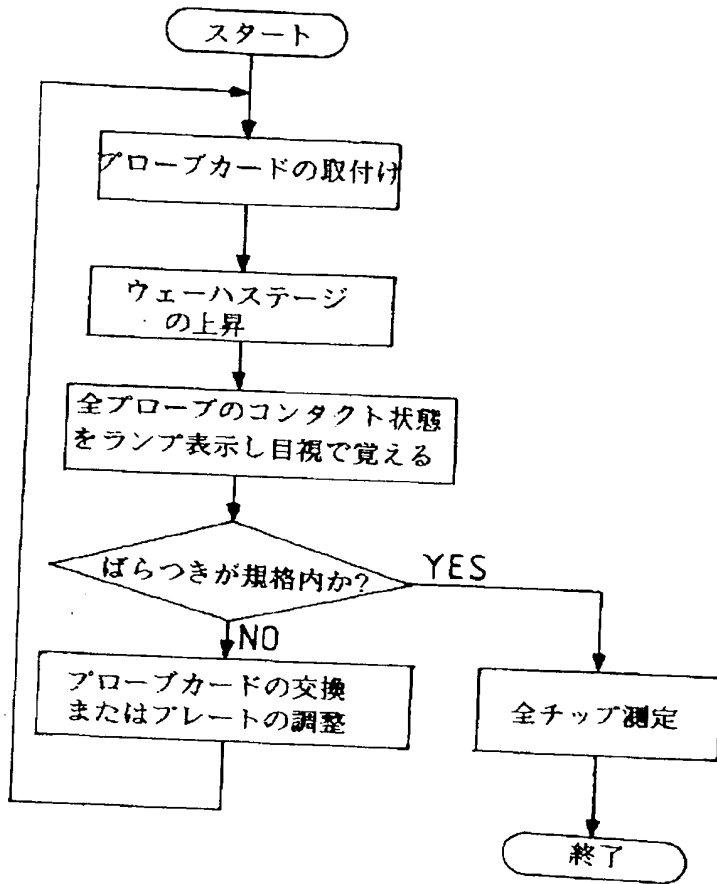 スタート
プローブカードの取付け
ウェーハステージ
の上昇
全プローブのコンタクト状態
をランプ表示し目視で覚える
ばらつきが規格内か?
YES
NO
プローブカードの交換
またはプレートの調整
全チップ測定
終了